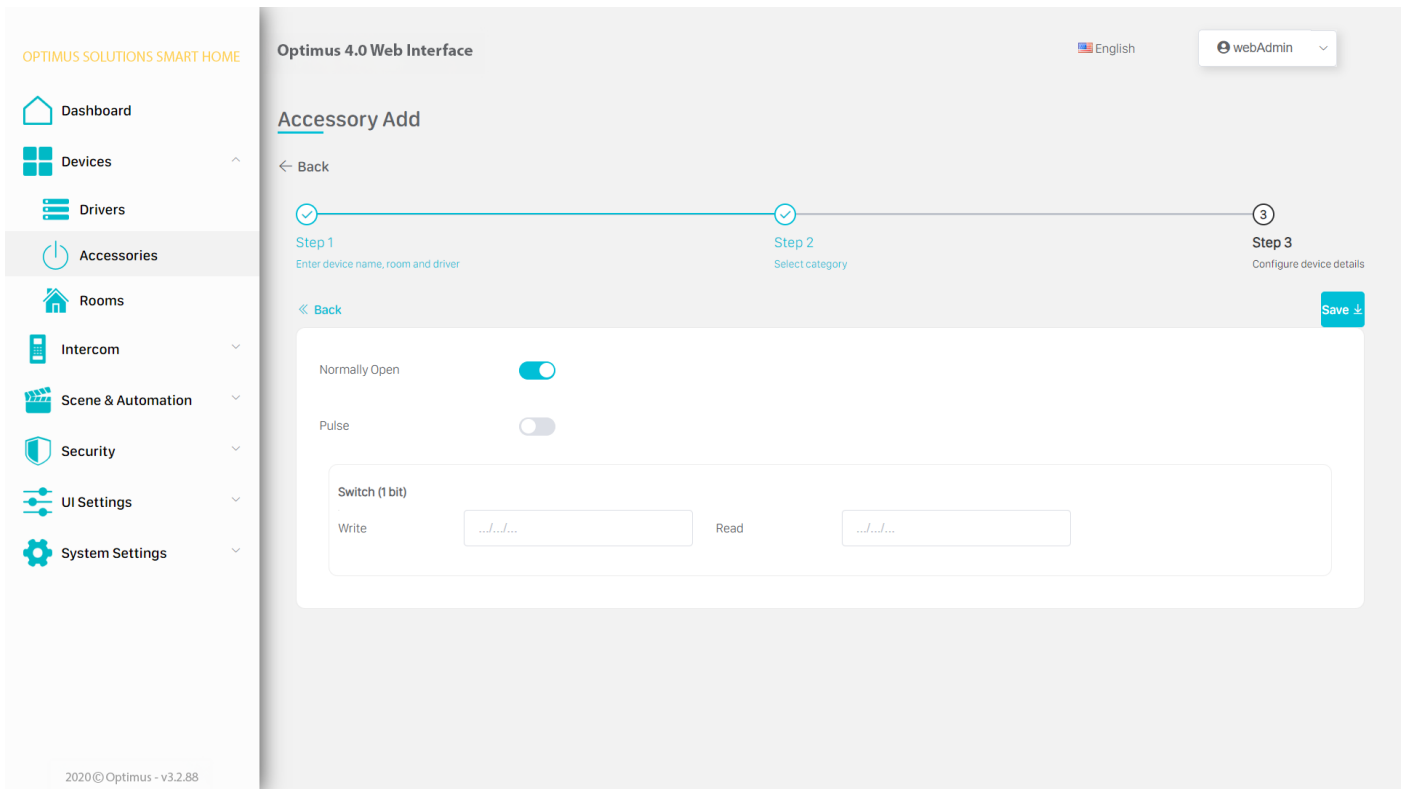 OPTIMUS SOLUTIONS SMART HOME
Dashboard
Devices
Drivers
Accessories
Rooms
Intercom
Scene & Automation
Security
UI Settings
System Settings
2020 © Optimus - v3.2.88
Optimus 4.0 Web Interface
English
webAdmin
Accessory Add
← Back
3
Step 1
Step 2
Step 3
Enter device name, room and driver
Select category
Configure device details
« Back
Save
Normally Open
Pulse
Switch (1 bit)
Write .../.../... Read .../.../...